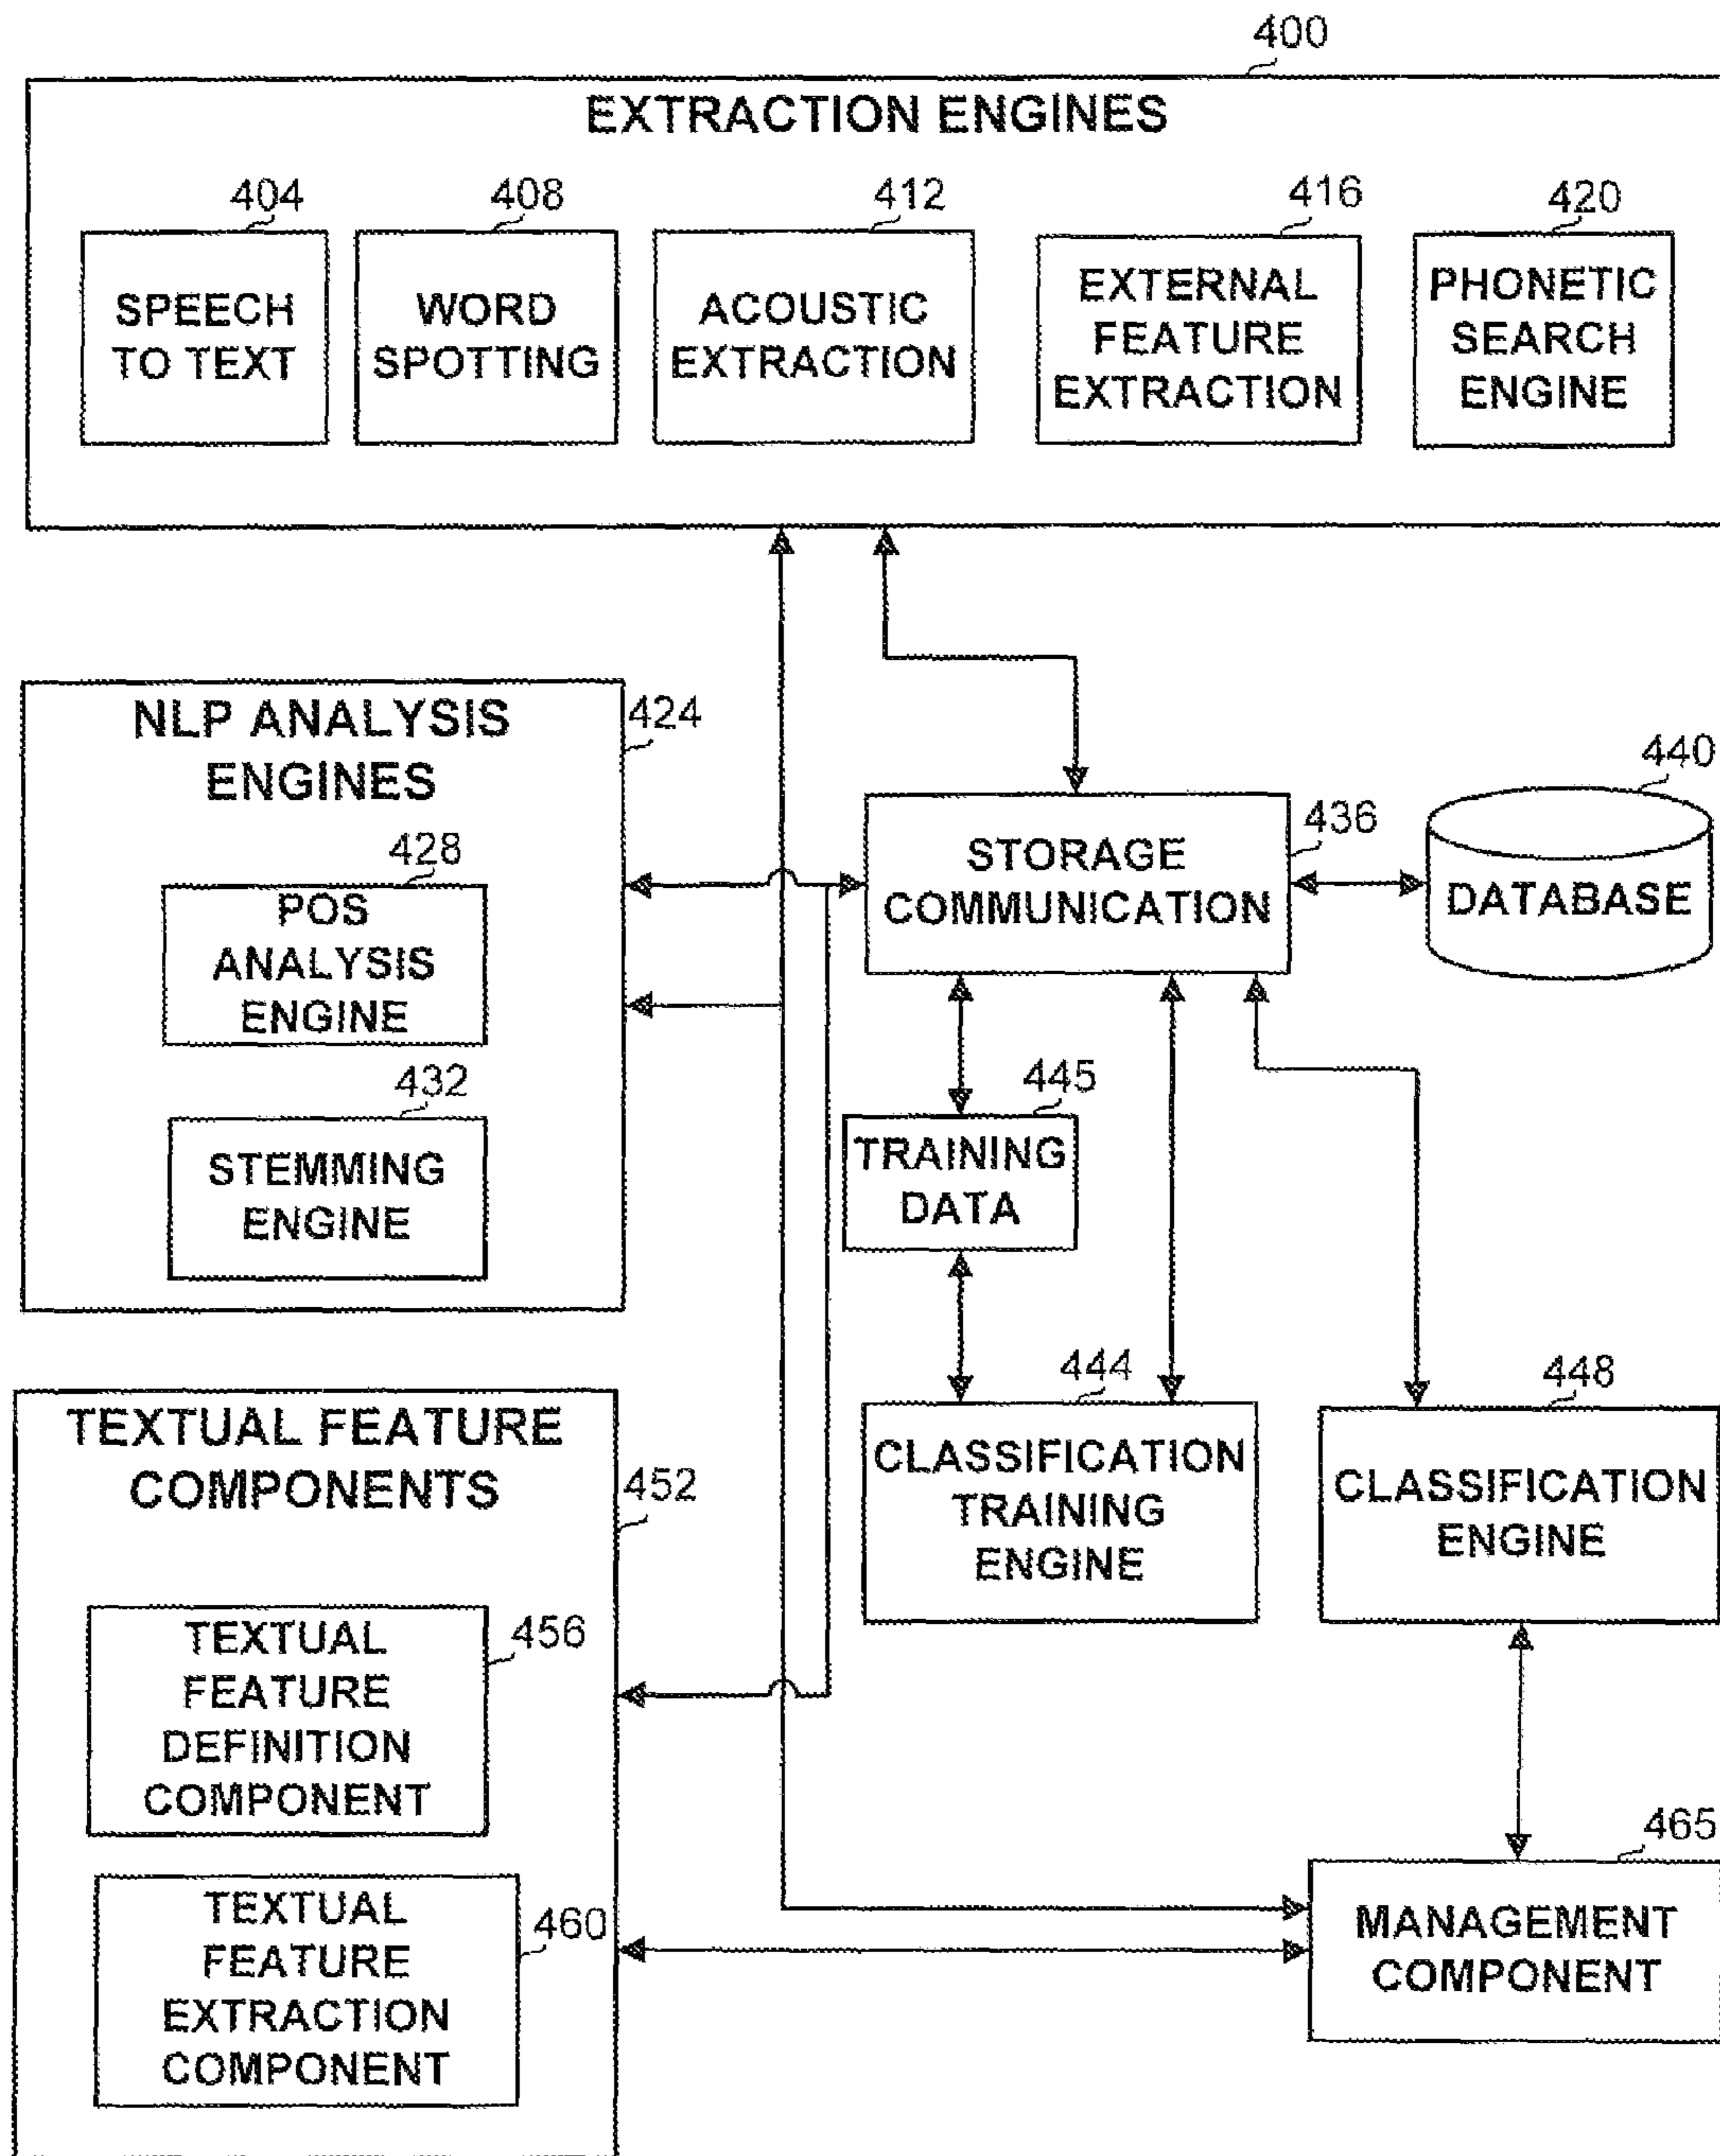 400
EXTRACTION ENGINES
404
SPEECH
TO TEXT
408
WORD
SPOTTING
412
ACOUSTIC
EXTRACTION
416
EXTERNAL
FEATURE
EXTRACTION
420
PHONETIC
SEARCH
ENGINE
NLP ANALYSIS
ENGINES
424
428
POS
ANALYSIS
ENGINE
432
STEMMING
ENGINE
STORAGE
COMMUNICATION
436
440
DATABASE
445
TRAINING
DATA
444
CLASSIFICATION
TRAINING
ENGINE
448
CLASSIFICATION
ENGINE
TEXTUAL FEATURE
COMPONENTS
452
TEXTUAL
FEATURE
DEFINITION
COMPONENT
456
TEXTUAL
FEATURE
EXTRACTION
COMPONENT
460
465
MANAGEMENT
COMPONENT